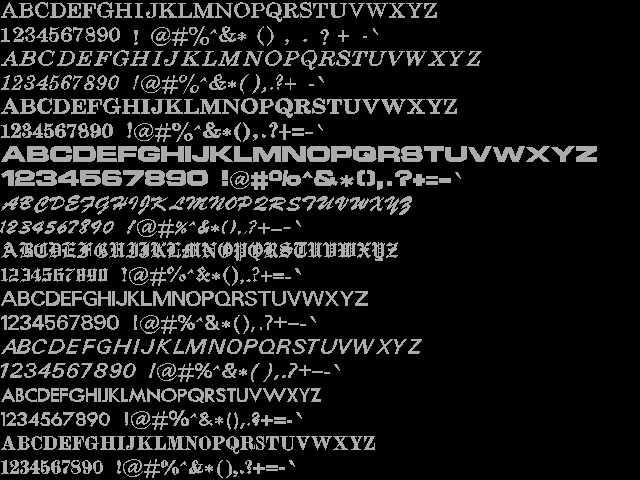 ABCDEFGHIJKLMNOPQRSTUVWXYZ
1234567890 ! @#%^&* () , . ? + -`
ABCDEFGHIJKLMNOPQRSTUVWXYZ
1234567890 !@#%^&*(),.?+ -`
ABCDEFGHIJKLMNOPQRSTUVWXYZ
1234567890 !@#%^&*(),.?+=-`
ABCDEFGHIJKLMNOPQRSTUVWXYZ
1234567890 !@#%^&*(),.?+=-`
ABCDEFGHIJKLMNOPQRSTUVWXYZ
1234567890 !@#%^&*(),.?+--`
ABCDEFGHIJKLMNOPQRSTUVWXYZ
1234567890 !@#%^&*(),.?+=-`
ABCDEFGHIJKLMNOPQRSTUVWXYZ
1234567890 !@#%^&*(),.?+--`
ABCDEFGHIJKLMNOPQRSTUVWXYZ
1234567890 !@#%^&*(),.?+--`
ABCDEFGHIJKLMNOPQRSTUVWXYZ
1234567890 !@#%^&*(),.?+=-`
ABCDEFGHIJKLMNOPQRSTUVWXYZ
1234567890 !@#%^&*(),.?+=-`